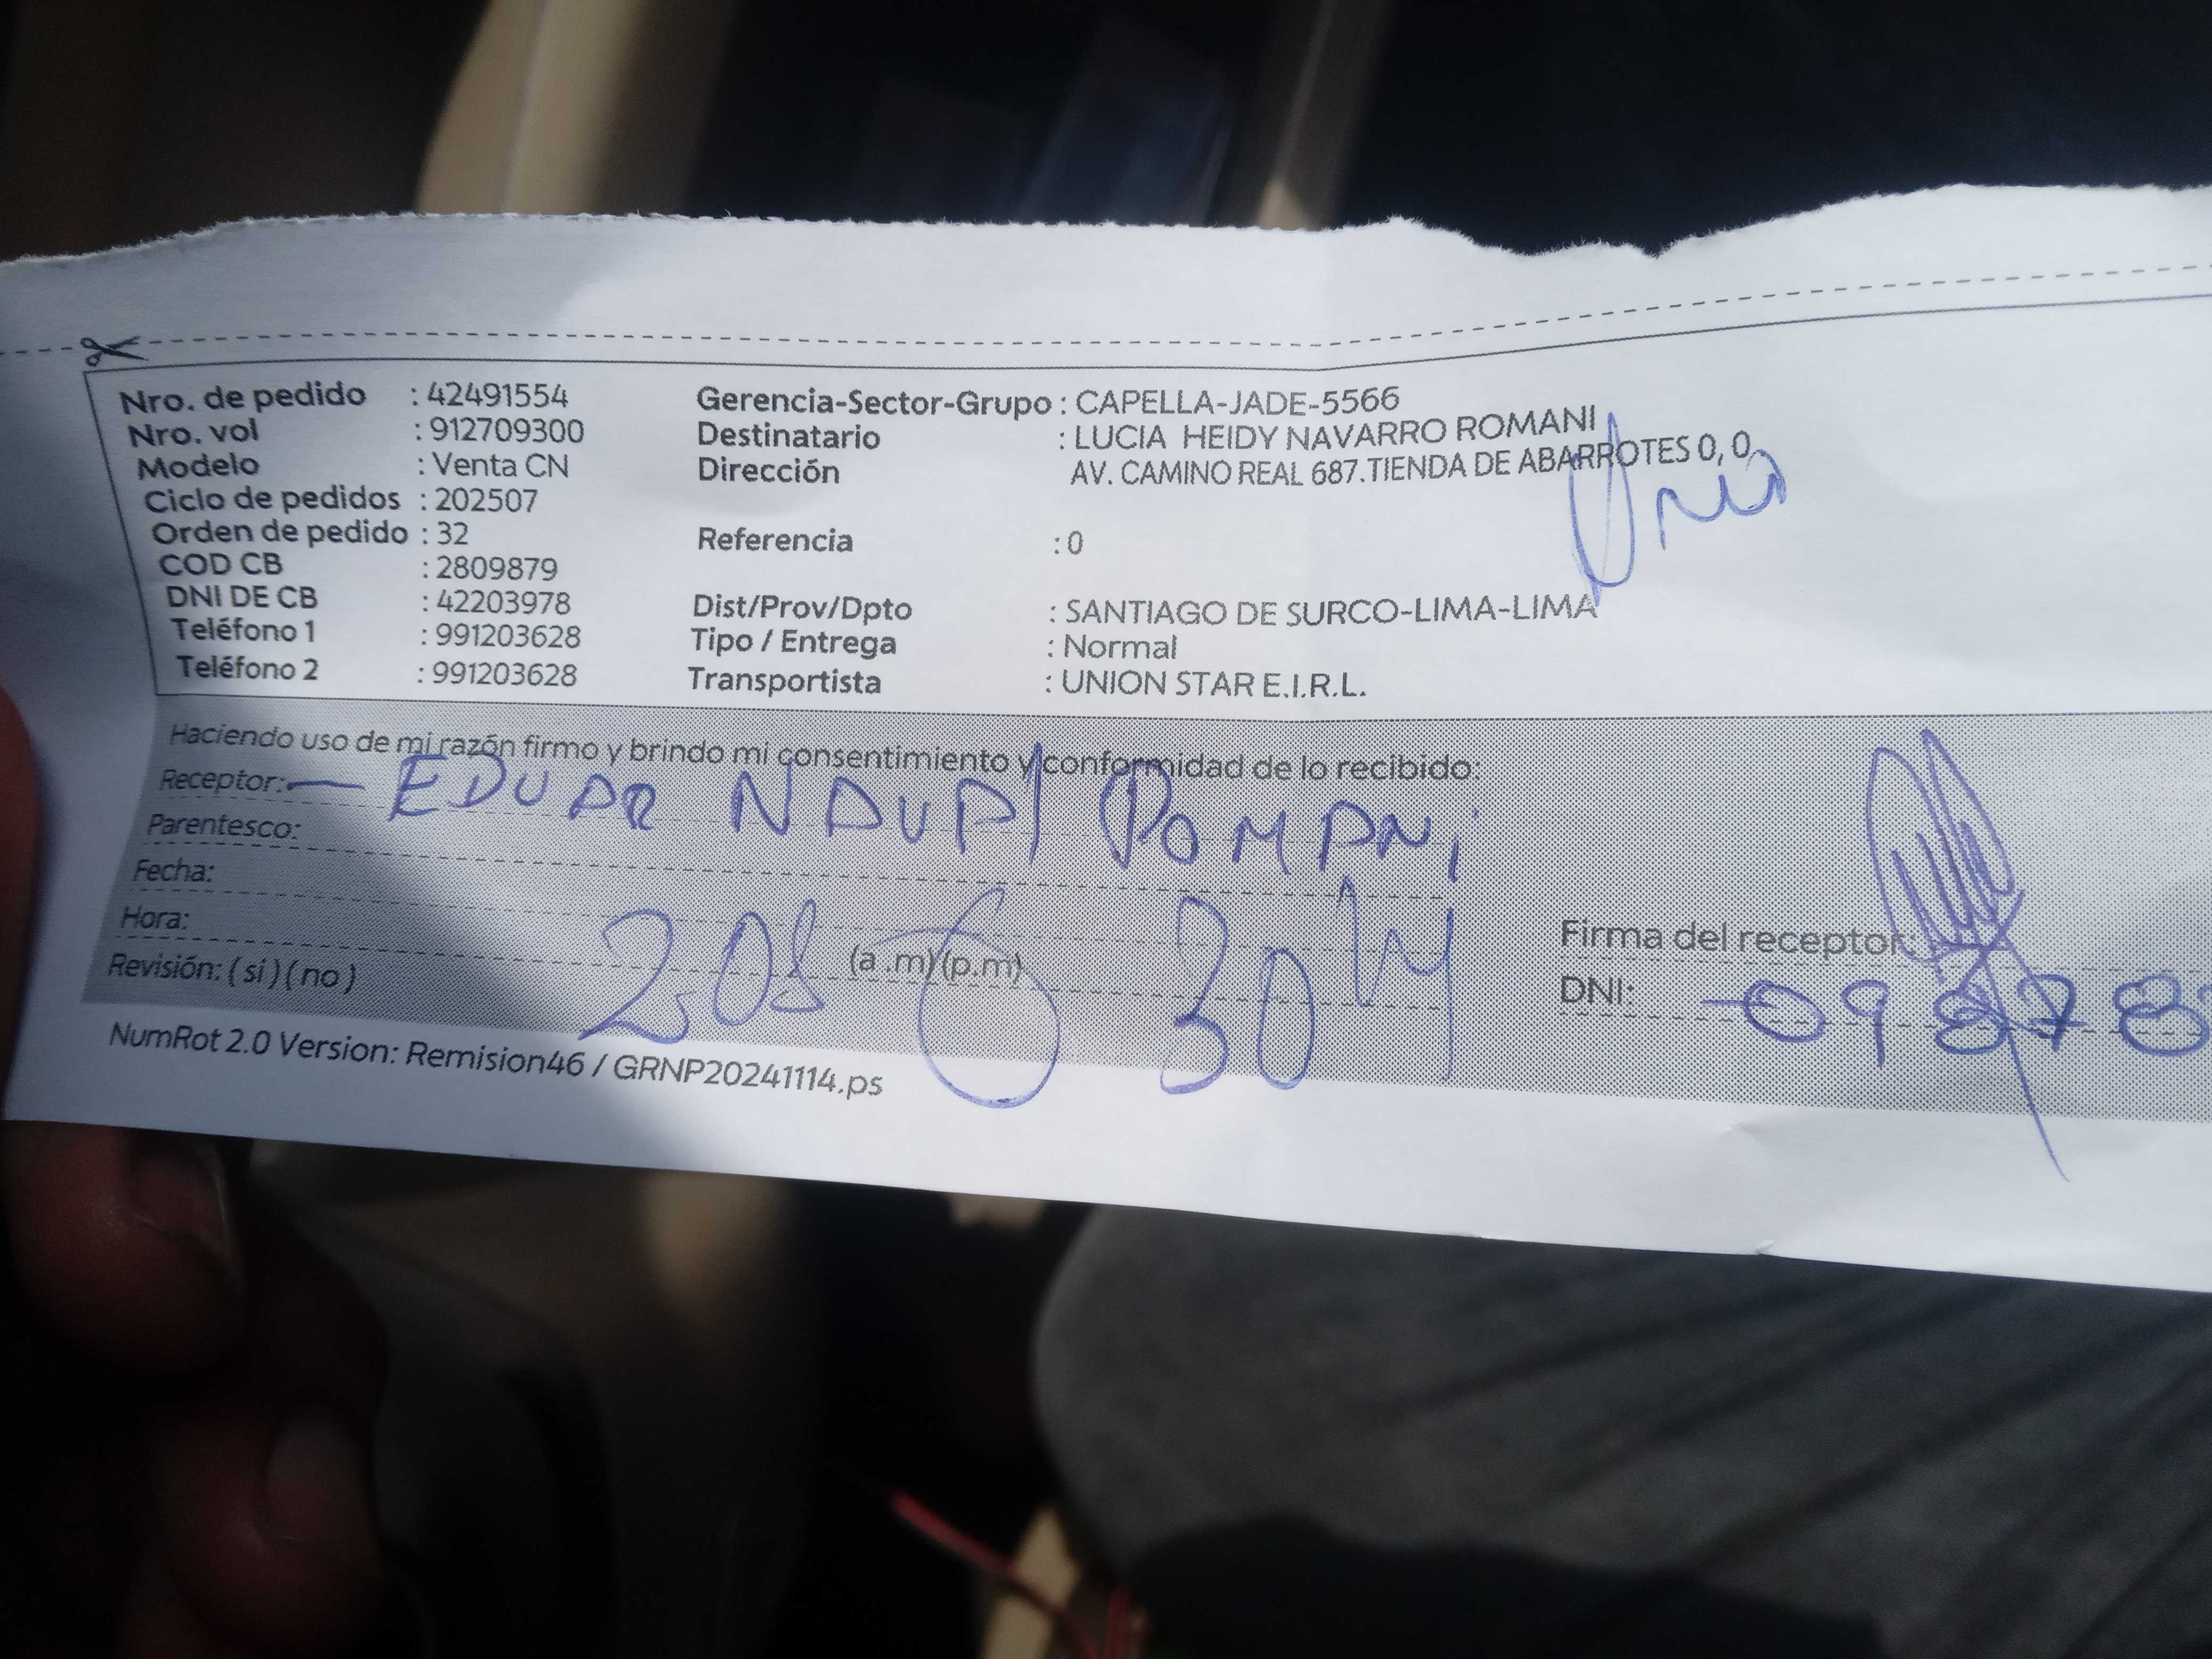 Nro. de pedido : 42491554 Gerencia-Sector-Grupo : CAPELLA-JADE-5566
Nro. vol : 912709300 Destinatario : LUCIA HEIDY NAVARRO ROMANI
Modelo : Venta CN Dirección AV. CAMINO REAL 687.TIENDA DE ABARROTES 0, 0
Ciclo de pedidos : 202507
Orden de pedido : 32 Referencia : 0
COD CB : 2809879
DNI DE CB : 42203978 Dist/Prov/Dpto : SANTIAGO DE SURCO-LIMA-LIMA
Teléfono 1 : 991203628 Tipo / Entrega : Normal
Teléfono 2 : 991203628 Transportista : UNION STAR E.I.R.L.
Haciendo uso de mi razón firmo y brindo mi consentimiento y conformidad de lo recibido:
Receptor: EDUAR ÑAUPI ROMANi
Parentesco:
Fecha:
Hora: (a .m)(p.m) Firma del receptor:
Revisión: ( si ) ( no ) DNI:
NumRot 2.0 Version: Remision46 / GRNP20241114.ps